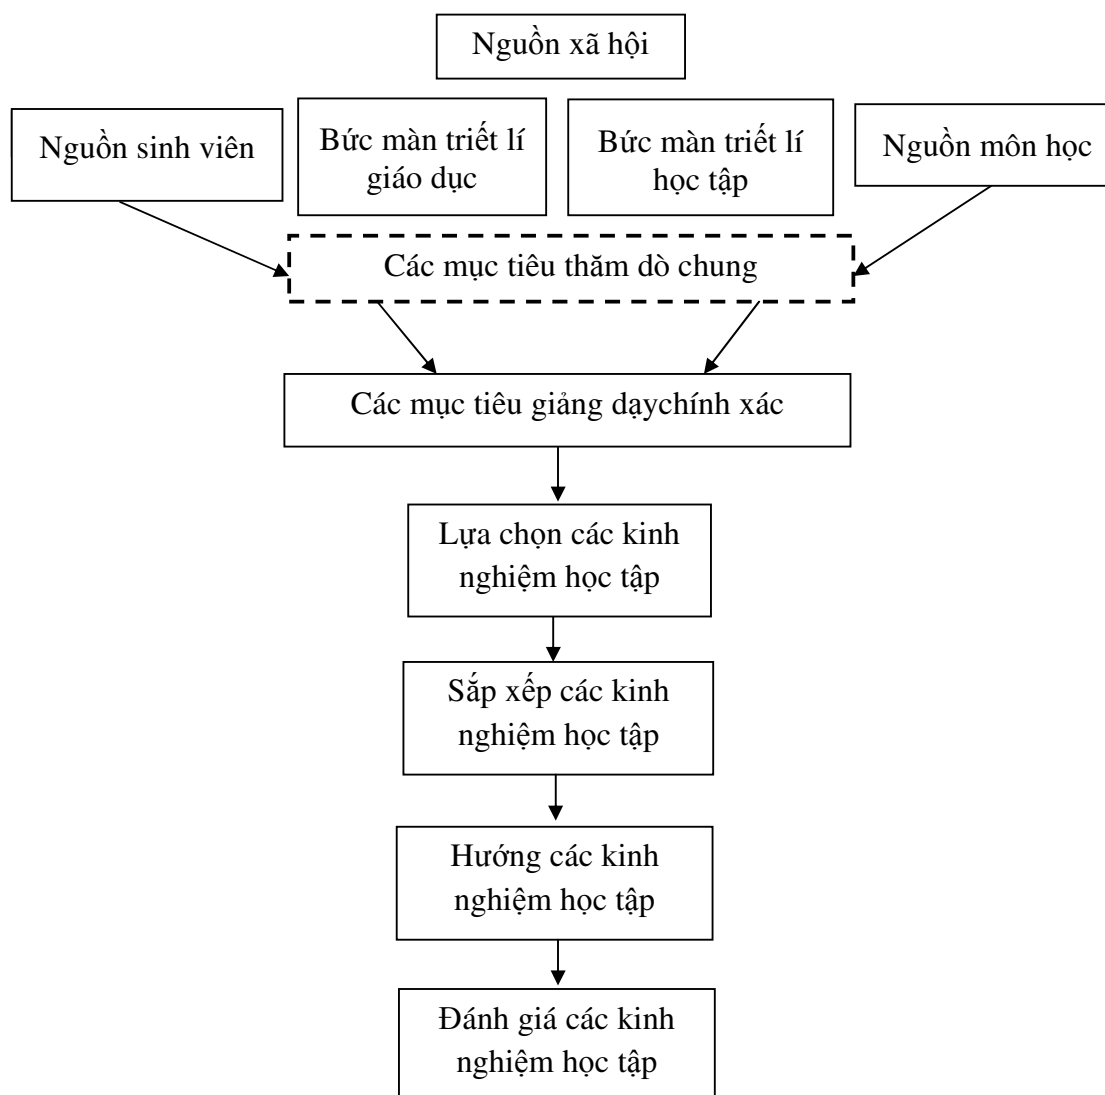 Nguồn xã hội
Nguồn sinh viên
Bức màn triết lí
giáo dục
Bức màn triết lí
học tập
Nguồn môn học
Các mục tiêu thăm dò chung
Các mục tiêu giảng dạychính xác
Lựa chọn các kinh
nghiệm học tập
Sắp xếp các kinh
nghiệm học tập
Hướng các kinh
nghiệm học tập
Đánh giá các kinh
nghiệm học tập